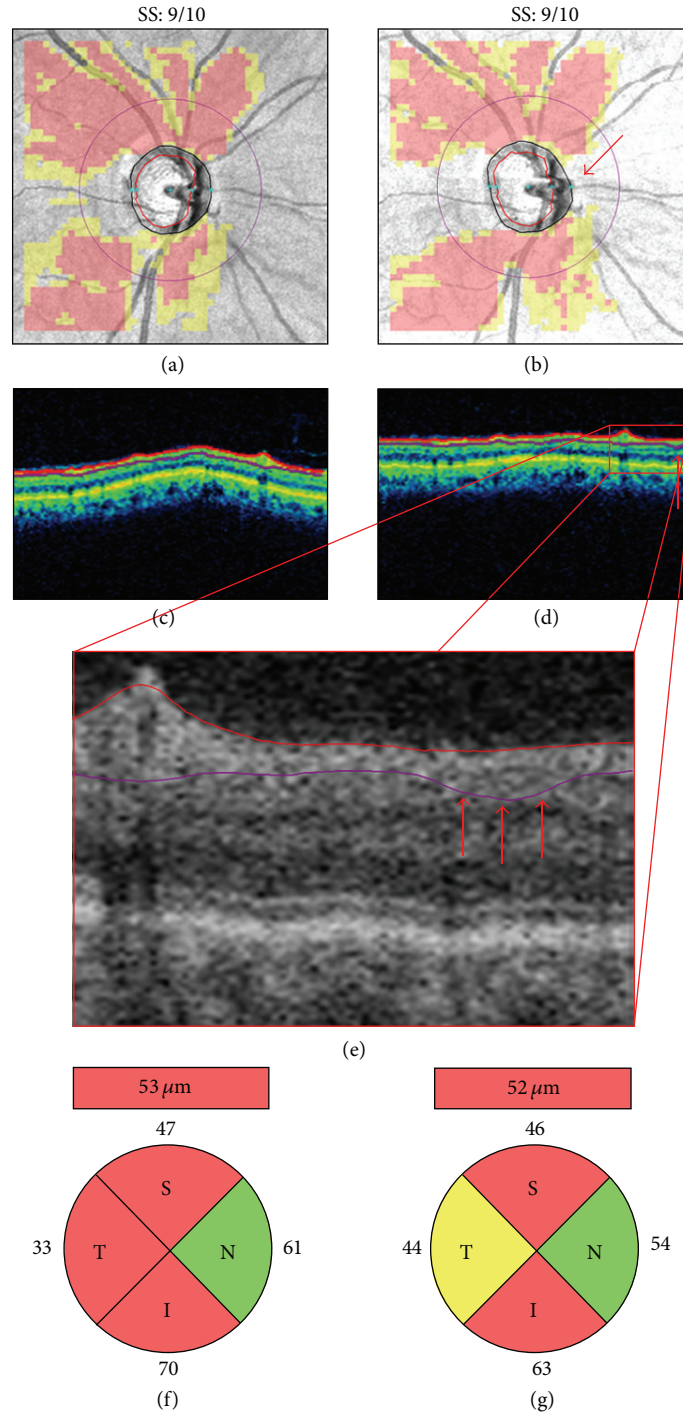 SS: 9/10
SS: 9/10
(a)
(b)
(c)
(d)
(e)
53 μm
52 μm
47
46
S
S
33
T
N
61
44
T
N
54
I
I
70
63
(f)
(g)